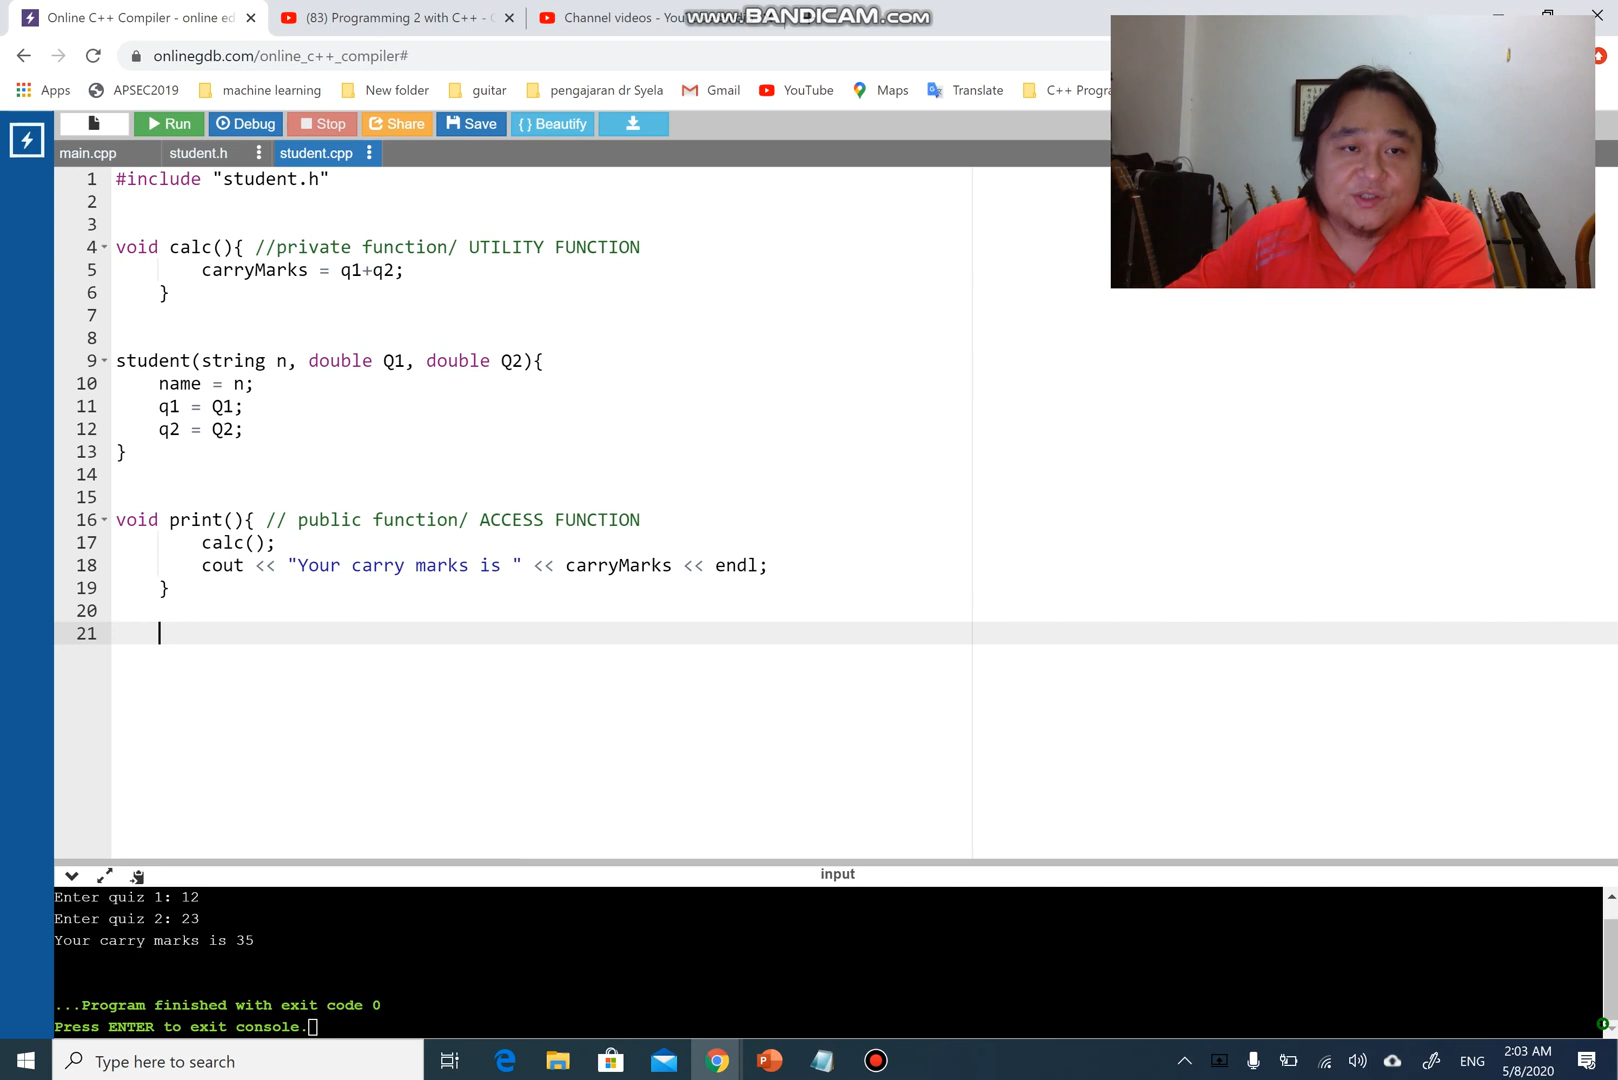 Online C++ Compiler - online ed
(83) Programming 2 with C++ -
Channel videos - You
www.BANDICAM.com
onlinegdb.com/online_c++_compiler#
Apps
APSEC2019
machine learning
New folder
guitar
pengajaran dr Syela
Gmail
YouTube
Maps
Translate
C++ Progra
Run
Debug
Stop
Share
Save
{ } Beautify
main.cpp
student.h
student.cpp
1 #include "student.h"
2
3
4 void calc(){ //private function/ UTILITY FUNCTION
5 carryMarks = q1+q2;
6 }
7
8
9 student(string n, double Q1, double Q2){
10 name = n;
11 q1 = Q1;
12 q2 = Q2;
13 }
14
15
16 void print(){ // public function/ ACCESS FUNCTION
17 calc();
18 cout << "Your carry marks is " << carryMarks << endl;
19 }
20
21
input
Enter quiz 1: 12
Enter quiz 2: 23
Your carry marks is 35
...Program finished with exit code 0
Press ENTER to exit console.
Type here to search
ENG
2:03 AM
5/8/2020